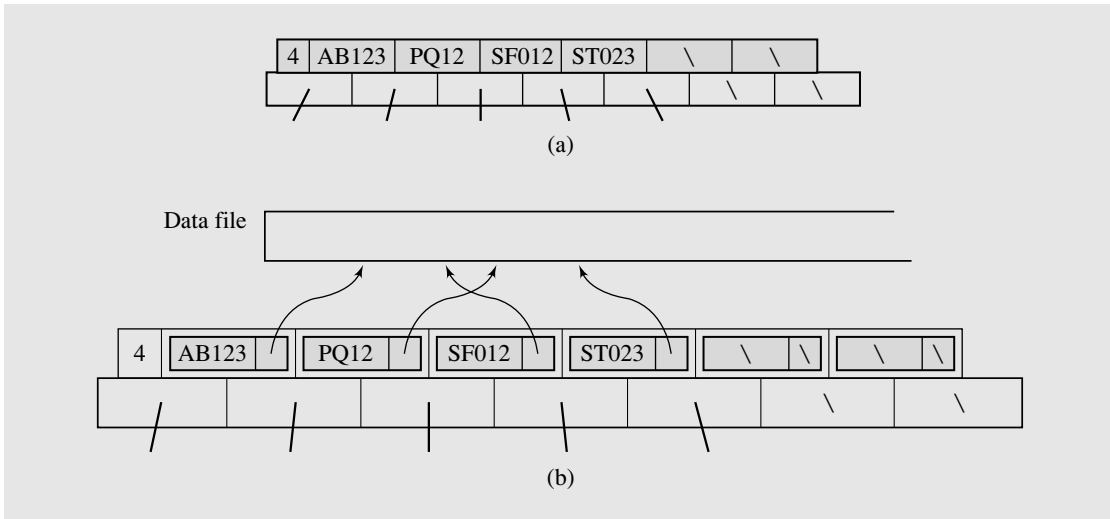 4 AB123 PQ12 SF012 ST023 \ \
\ \
(a)
Data file
4 AB123 PQ12 SF012 ST023 \ \ \ \
\ \
(b)